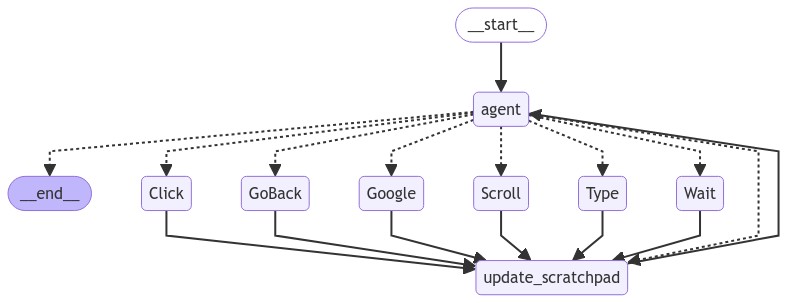 __start__
agent
__end__
Click
GoBack
Google
Scroll
Type
Wait
update_scratchpad